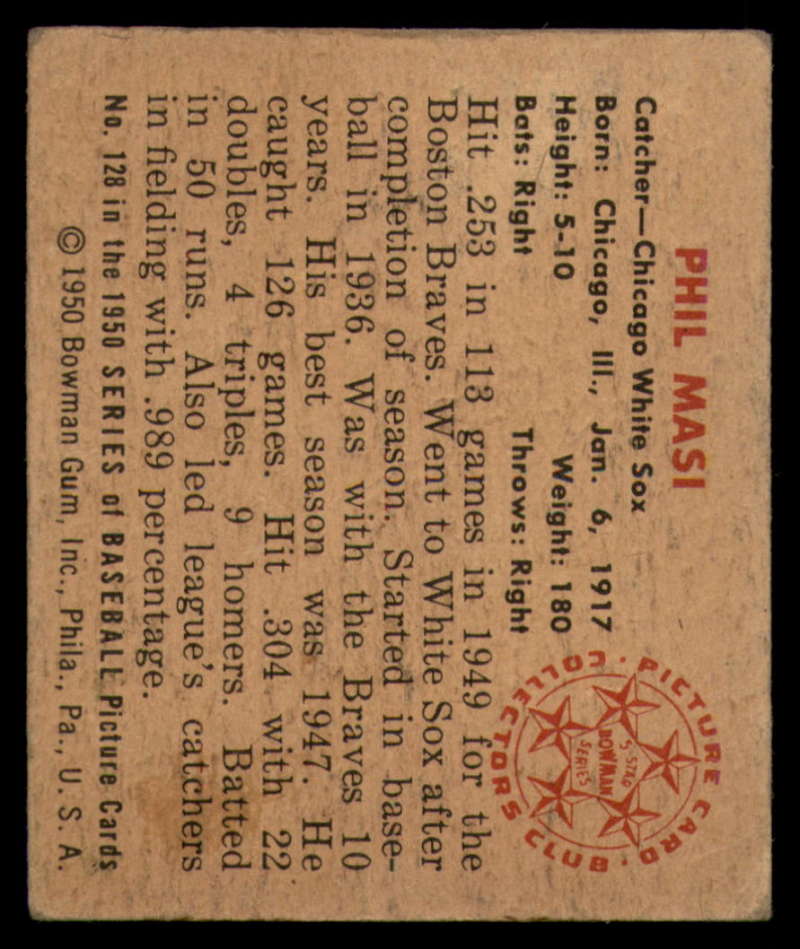 PHIL MASI
Catcher—Chicago White Sox
Born: Chicago, Ill., Jan. 6, 1917
Height: 5-10 Weight: 180
Bats: Right Throws: Right
Hit .253 in 113 games in 1949 for the
Boston Braves. Went to White Sox after
completion of season. Started in base-
ball in 1936. Was with the Braves 10
years. His best season was 1947. He
caught 126 games. Hit .304 with 22
doubles, 4 triples, 9 homers. Batted
in 50 runs. Also led league's catchers
in fielding with .989 percentage.
No. 128 in the 1950 SERIES of BASEBALL Picture Cards
© 1950 Bowman Gum, Inc., Phila., Pa., U. S. A.
PICTURE CARD COLLECTORS CLUB
5-STAR
BOWMAN
SERIES